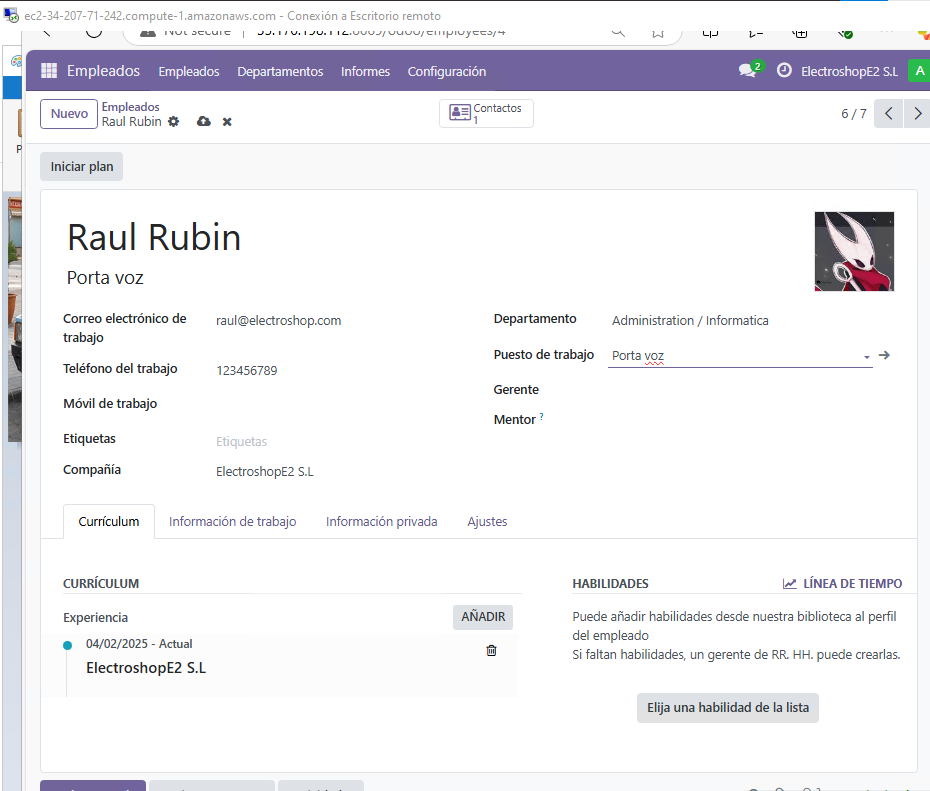 ec2-34-207-71-242.compute-1.amazonaws.com - Conexión a Escritorio remoto
Not secure
Empleados Empleados Departamentos Informes Configuración 2 ElectroshopE2 S.L A
Nuevo
Empleados
Raul Rubin
Contactos
1
6 / 7
Iniciar plan
Raul Rubin
Porta voz
Correo electrónico de trabajo raul@electroshop.com
Teléfono del trabajo 123456789
Móvil de trabajo
Etiquetas Etiquetas
Compañía ElectroshopE2 S.L
Departamento Administration / Informatica
Puesto de trabajo Porta voz
Gerente
Mentor ?
Currículum Información de trabajo Información privada Ajustes
CURRÍCULUM
Experiencia AÑADIR
04/02/2025 - Actual
ElectroshopE2 S.L
HABILIDADES LÍNEA DE TIEMPO
Puede añadir habilidades desde nuestra biblioteca al perfil
del empleado
Si faltan habilidades, un gerente de RR. HH. puede crearlas.
Elija una habilidad de la lista